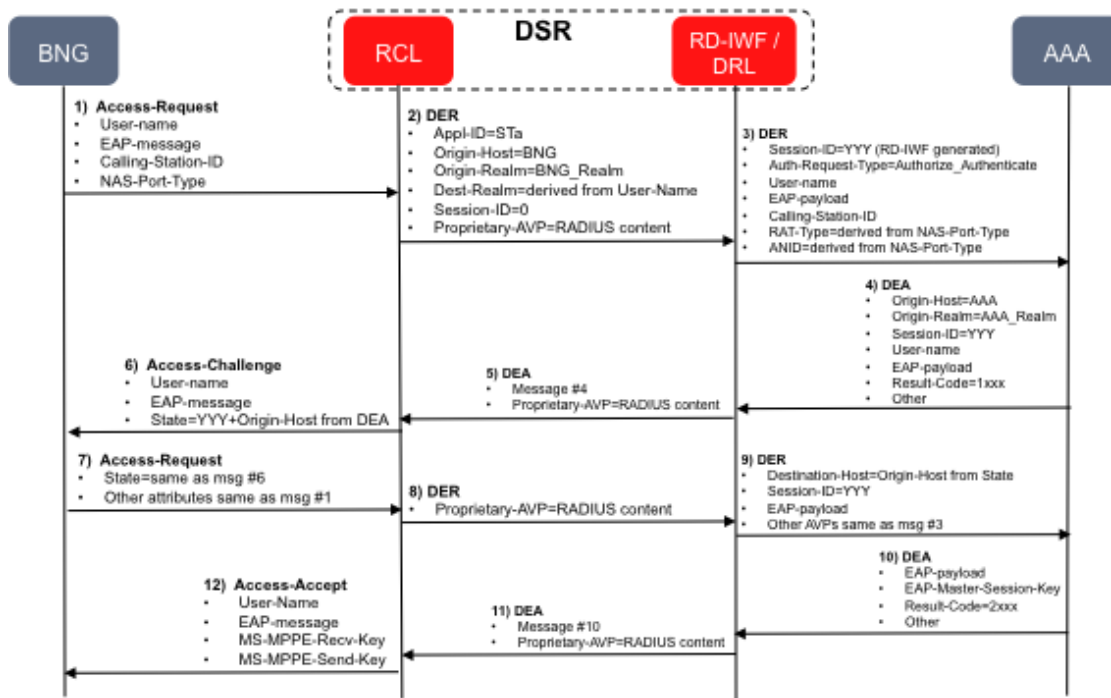 DSR
BNG
RCL
RD-IWF /
DRL
AAA
1) Access-Request
• User-name
• EAP-message
• Calling-Station-ID
• NAS-Port-Type
2) DER
• Appl-ID=STa
• Origin-Host=BNG
• Origin-Realm=BNG_Realm
• Dest-Realm=derived from User-Name
• Session-ID=0
• Proprietary-AVP=RADIUS content
3) DER
• Session-ID=YYY (RD-IWF generated)
• Auth-Request-Type=Authorize_Authenticate
• User-name
• EAP-payload
• Calling-Station-ID
• RAT-Type=derived from NAS-Port-Type
• ANID=derived from NAS-Port-Type
4) DEA
• Origin-Host=AAA
• Origin-Realm=AAA_Realm
• Session-ID=YYY
• User-name
• EAP-payload
• Result-Code=1xxx
• Other
5) DEA
• Message #4
• Proprietary-AVP=RADIUS content
6) Access-Challenge
• User-name
• EAP-message
• State=YYY+Origin-Host from DEA
7) Access-Request
• State=same as msg #6
• Other attributes same as msg #1
8) DER
• Proprietary-AVP=RADIUS content
9) DER
• Destination-Host=Origin-Host from State
• Session-ID=YYY
• EAP-payload
• Other AVPs same as msg #3
10) DEA
• EAP-payload
• EAP-Master-Session-Key
• Result-Code=2xxx
• Other
11) DEA
• Message #10
• Proprietary-AVP=RADIUS content
12) Access-Accept
• User-Name
• EAP-message
• MS-MPPE-Recv-Key
• MS-MPPE-Send-Key